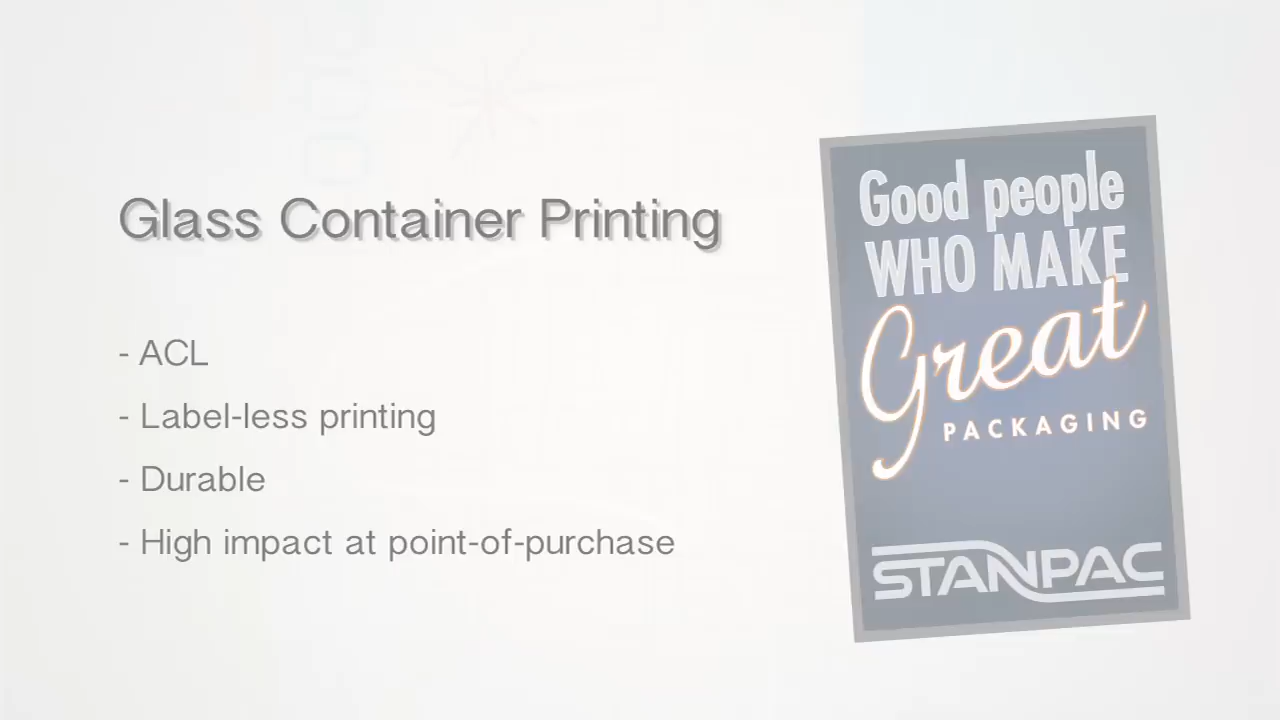 Glass Container Printing
- ACL
- Label-less printing
- Durable
- High impact at point-of-purchase
Good people
WHO MAKE
Great
PACKAGING
STANPAC